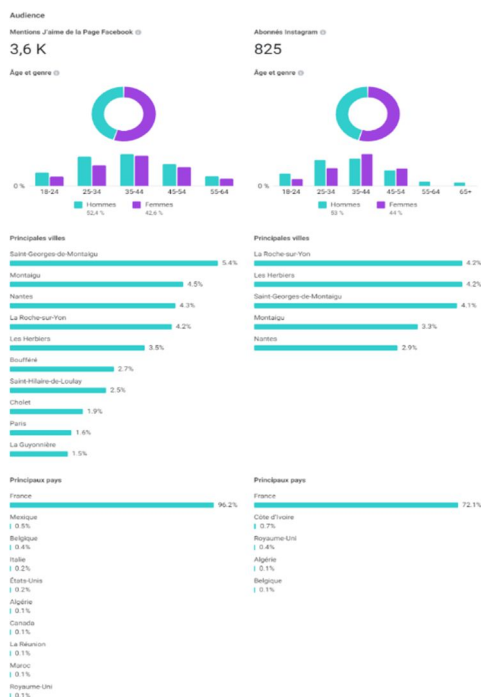 Audience
Mentions J'aime de la Page Facebook
3,6 K
Âge et genre
0 %
18-24 25-34 35-44 45-54 55-64
Hommes Femmes
52,4 % 42,6 %
Principales villes
Saint-Georges-de-Montaigu
5.4%
Montaigu
4.5%
Nantes
4.3%
La Roche-sur-Yon
4.2%
Les Herbiers
3.5%
Boufféré
2.7%
Saint-Hilaire-de-Loulay
2.5%
Cholet
1.9%
Paris
1.6%
La Guyonnière
1.5%
Principaux pays
France
96.2%
Mexique
0.5%
Belgique
0.4%
Italie
0.2%
États-Unis
0.2%
Algérie
0.1%
Canada
0.1%
La Réunion
0.1%
Maroc
0.1%
Royaume-Uni
0.1%
Abonnés Instagram
825
Âge et genre
0 %
18-24 25-34 35-44 45-54 55-64 65+
Hommes Femmes
44 %
Principales villes
La Roche-sur-Yon
4.2%
Les Herbiers
4.2%
Saint-Georges-de-Montaigu
4.1%
Montaigu
3.3%
Nantes
2.9%
Principaux pays
France
72.1%
Côte d'Ivoire
0.7%
Royaume-Uni
0.4%
Algérie
0.1%
Belgique
0.1%